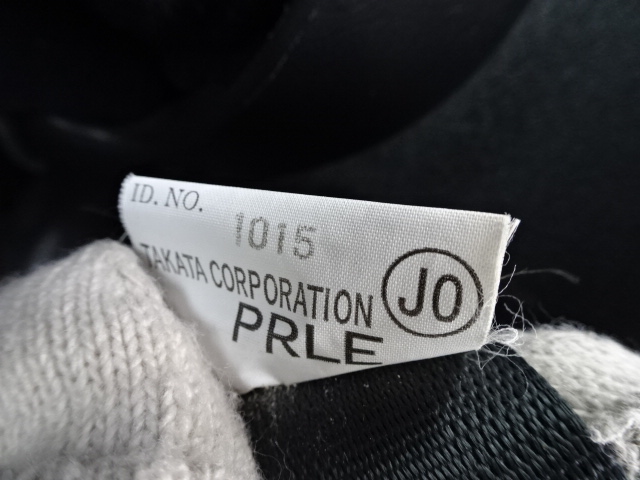 ID. NO.
1015
TAKATA CORPORATION
JO
PRLE